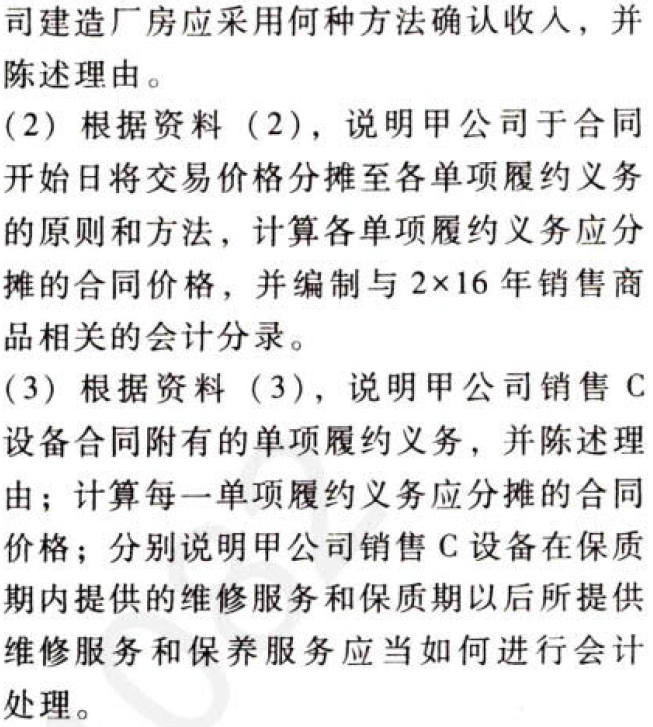 司建造厂房应采用何种方法确认收入，并
陈述理由。
(2) 根据资料 (2)，说明甲公司于合同
开始日将交易价格分摊至各单项履约义务
的原则和方法，计算各单项履约义务应分
摊的合同价格，并编制与 2×16 年销售商
品相关的会计分录。
(3) 根据资料 (3)，说明甲公司销售 C
设备合同附有的单项履约义务，并陈述理
由；计算每一单项履约义务应分摊的合同
价格；分别说明甲公司销售 C 设备在保质
期内提供的维修服务和保质期以后所提供
维修服务和保养服务应当如何进行会计
处理。